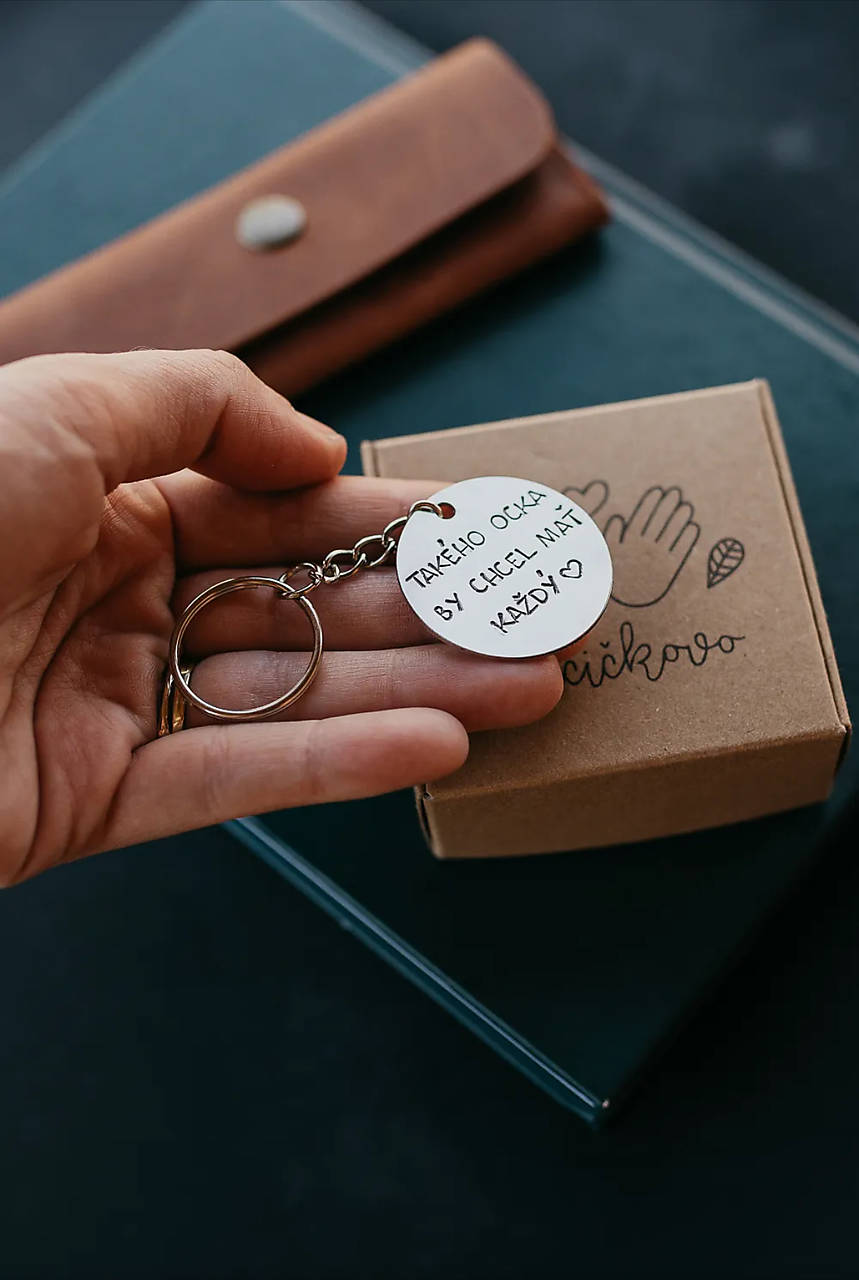 TAKÉHO OCKA
BY CHCEL MAŤ
KAŽDÝ♡